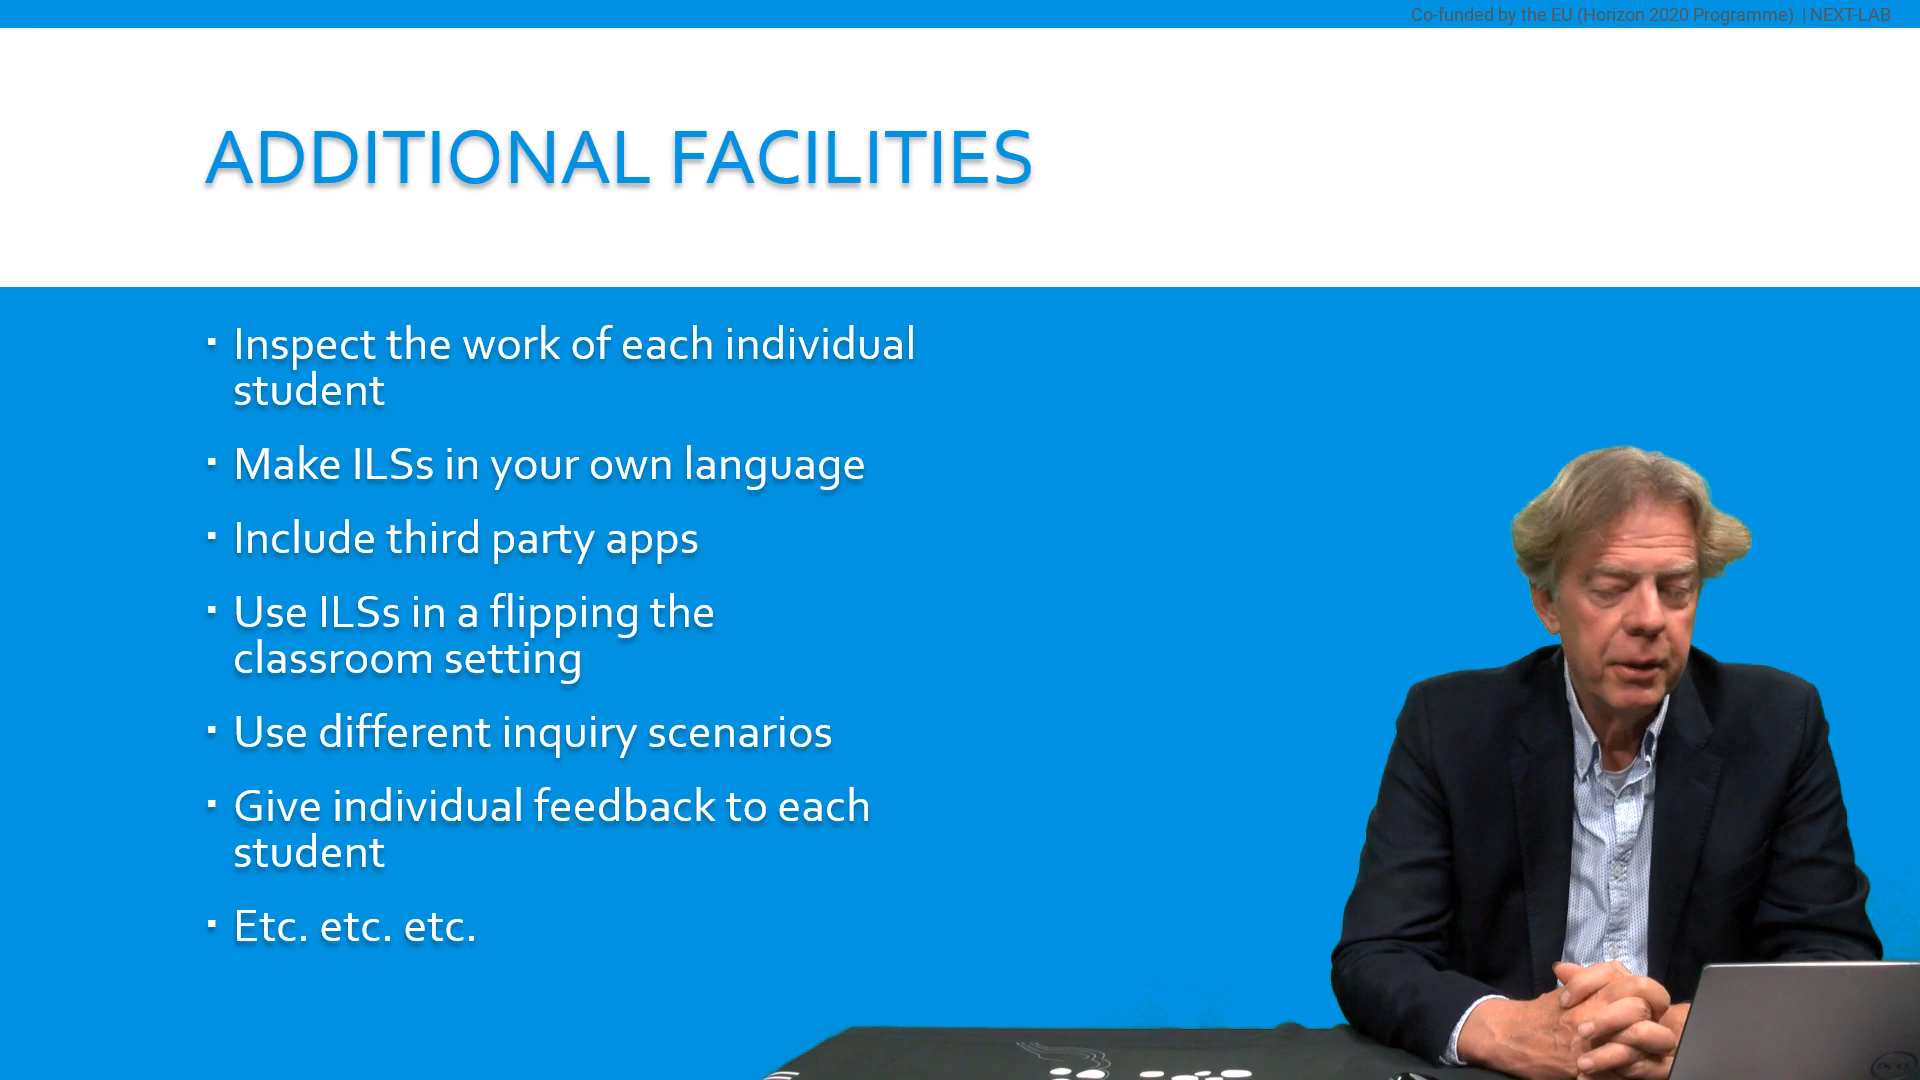 Co-funded by the EU (Horizon 2020 Programme) | NEXT-LAB
ADDITIONAL FACILITIES
▪ Inspect the work of each individual
student
▪ Make ILSs in your own language
▪ Include third party apps
▪ Use ILSs in a flipping the
classroom setting
▪ Use different inquiry scenarios
▪ Give individual feedback to each
student
▪ Etc. etc. etc.